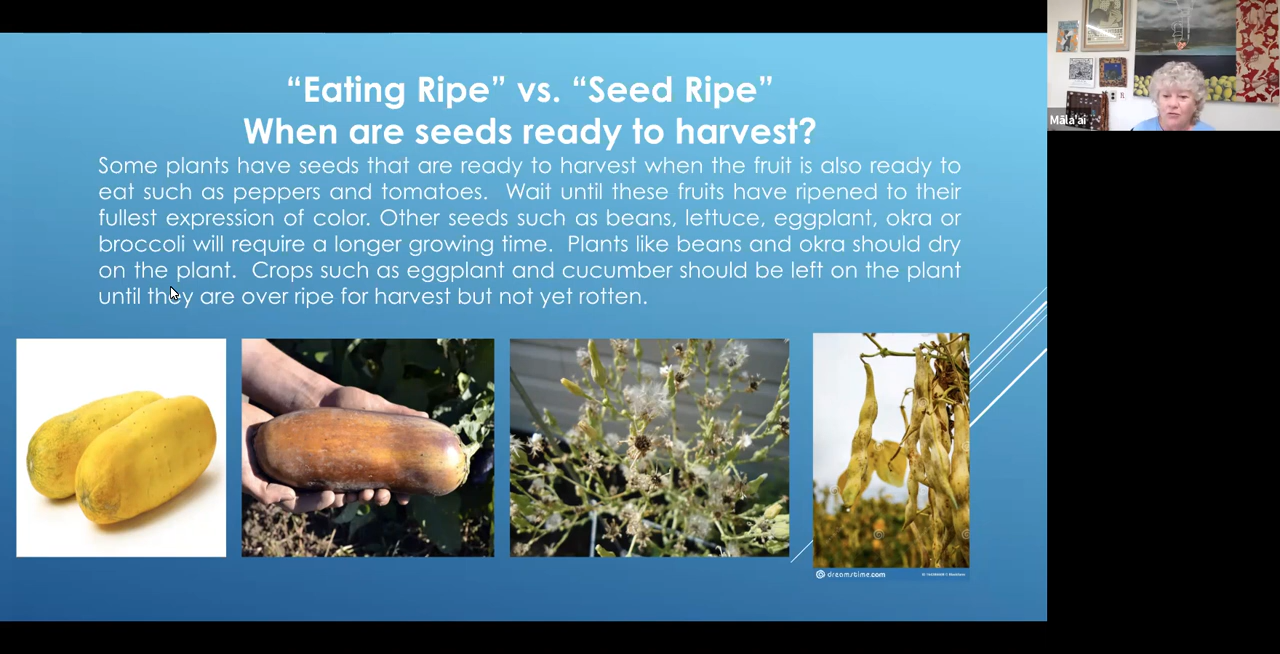 “Eating Ripe” vs. “Seed Ripe”
When are seeds ready to harvest?
Some plants have seeds that are ready to harvest when the fruit is also ready to
eat such as peppers and tomatoes.  Wait until these fruits have ripened to their
fullest expression of color. Other seeds such as beans, lettuce, eggplant, okra or
broccoli will require a longer growing time.  Plants like beans and okra should dry
on the plant.  Crops such as eggplant and cucumber should be left on the plant
until they are over ripe for harvest but not yet rotten.
Māla'ai
dreamstime.com